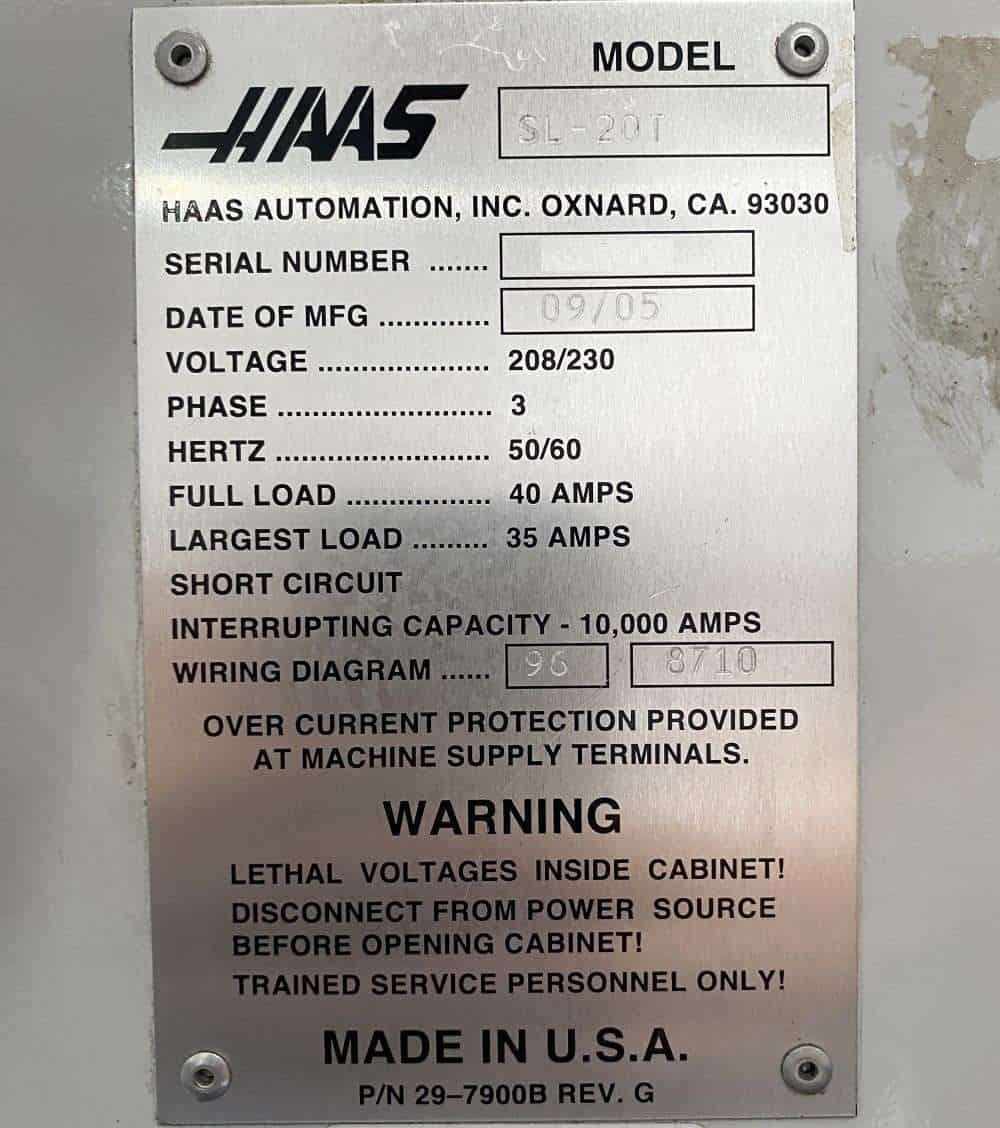 MODEL
HAAS
SL-20T
HAAS AUTOMATION, INC. OXNARD, CA. 93030
SERIAL NUMBER .......
DATE OF MFG ............. 09/05
VOLTAGE .................... 208/230
PHASE ......................... 3
HERTZ ......................... 50/60
FULL LOAD ................. 40 AMPS
LARGEST LOAD ......... 35 AMPS
SHORT CIRCUIT
INTERRUPTING CAPACITY - 10,000 AMPS
WIRING DIAGRAM ...... 96 8710
OVER CURRENT PROTECTION PROVIDED
AT MACHINE SUPPLY TERMINALS.
WARNING
LETHAL VOLTAGES INSIDE CABINET!
DISCONNECT FROM POWER SOURCE
BEFORE OPENING CABINET!
TRAINED SERVICE PERSONNEL ONLY!
MADE IN U.S.A.
P/N 29–7900B REV. G